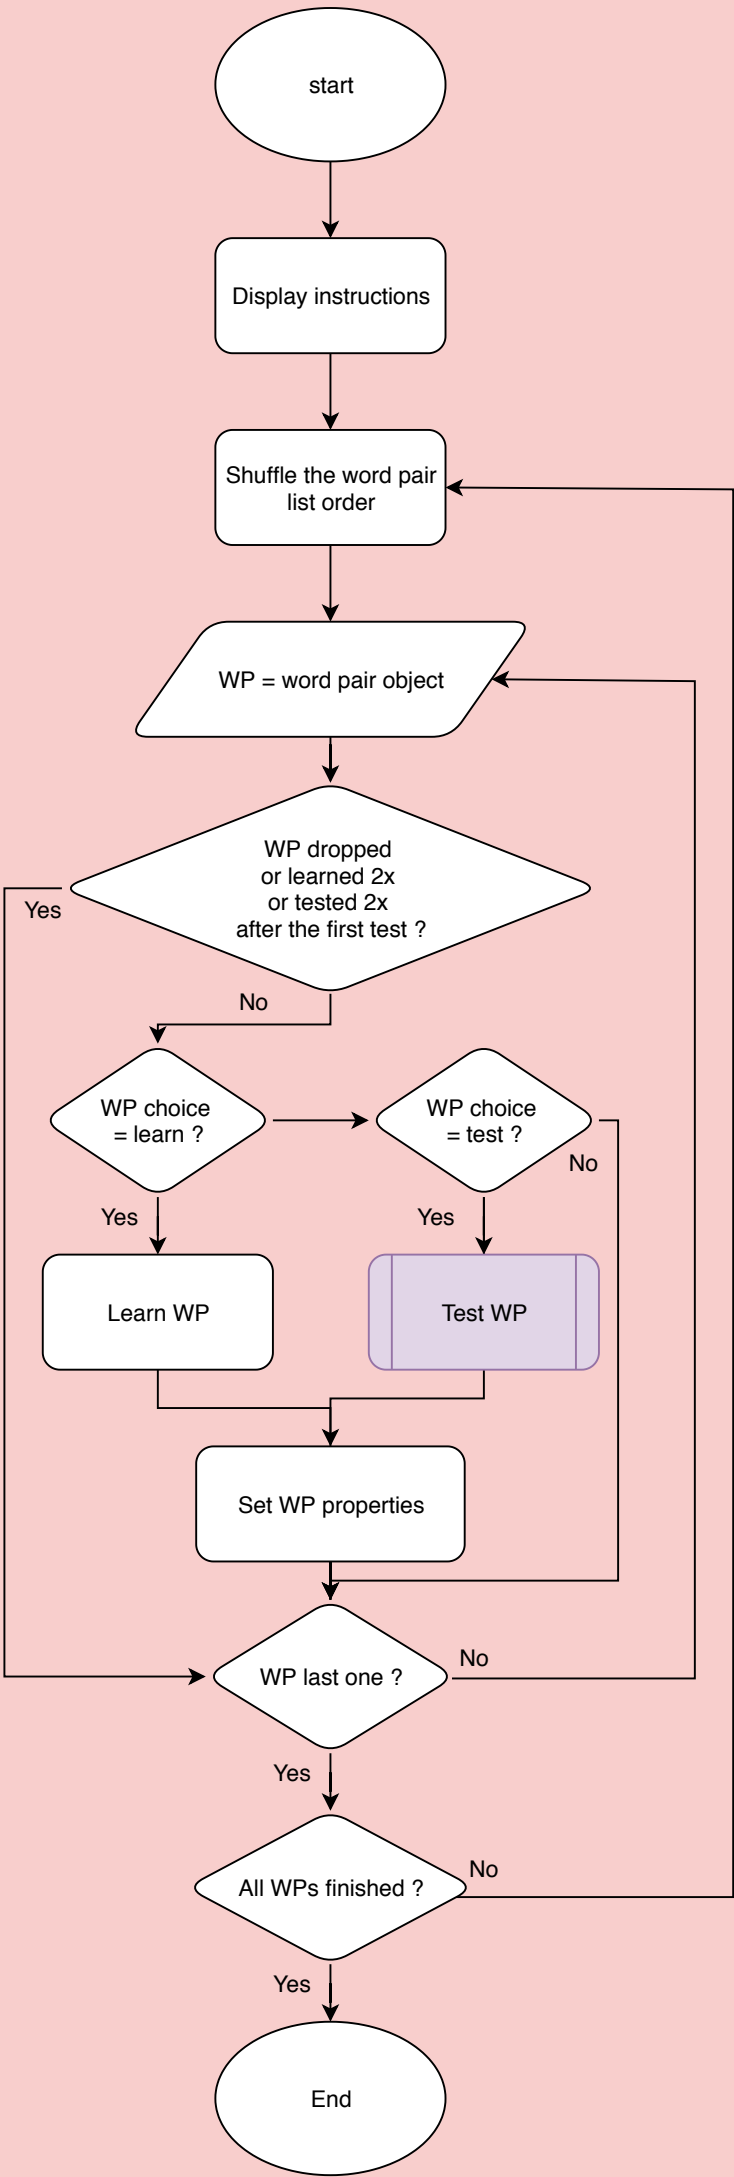 start
Display instructions
Shuffle the word pair
list order
WP = word pair object
WP dropped
or learned 2x
or tested 2x
after the first test ?
Yes
No
WP choice
= learn ?
WP choice
= test ?
No
Yes
Yes
Learn WP
Test WP
Set WP properties
WP last one ?
No
Yes
All WPs finished ?
No
Yes
End